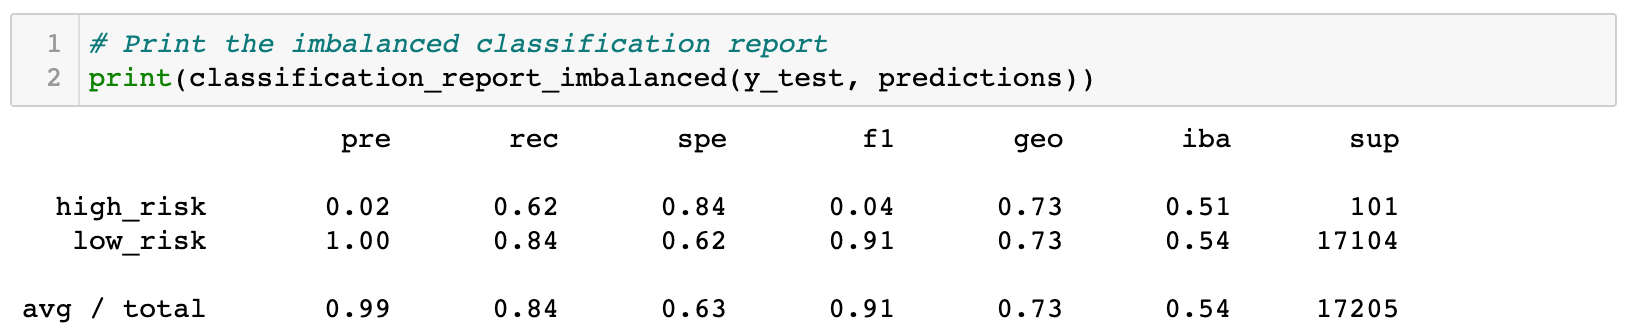 1 # Print the imbalanced classification report
2 print(classification_report_imbalanced(y_test, predictions))
pre rec spe f1 geo iba sup
high_risk 0.02 0.62 0.84 0.04 0.73 0.51 101
low_risk 1.00 0.84 0.62 0.91 0.73 0.54 17104
avg / total 0.99 0.84 0.63 0.91 0.73 0.54 17205